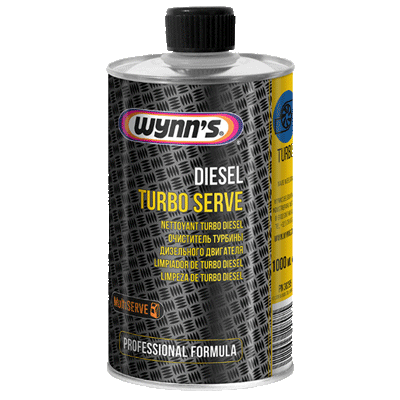 WYNN'S
DIESEL
TURBO SERVE
NETTOYANT TURBO DIESEL
ОЧИСТИТЕЛЬ ТУРБИНЫ
ДИЗЕЛЬНОГО ДВИГАТЕЛЯ
LIMPIADOR DE TURBO DIESEL
LIMPEZA DE TURBO DIESEL
MultiSERVE
PROFESSIONAL FORMULA